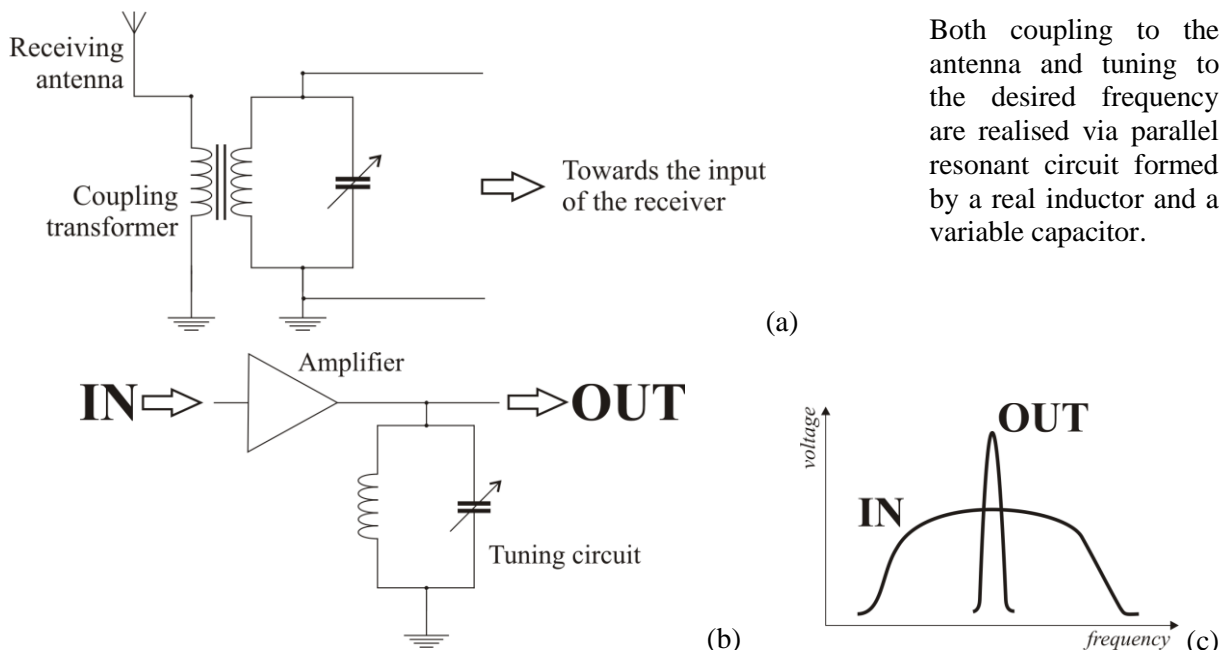 Receiving
antenna
Coupling
transformer
Towards the input
of the receiver
Both coupling to the
antenna and tuning to
the desired frequency
are realised via parallel
resonant circuit formed
by a real inductor and a
variable capacitor.
(a)
IN
Amplifier
OUT
Tuning circuit
(b)
voltage
OUT
IN
frequency
(c)